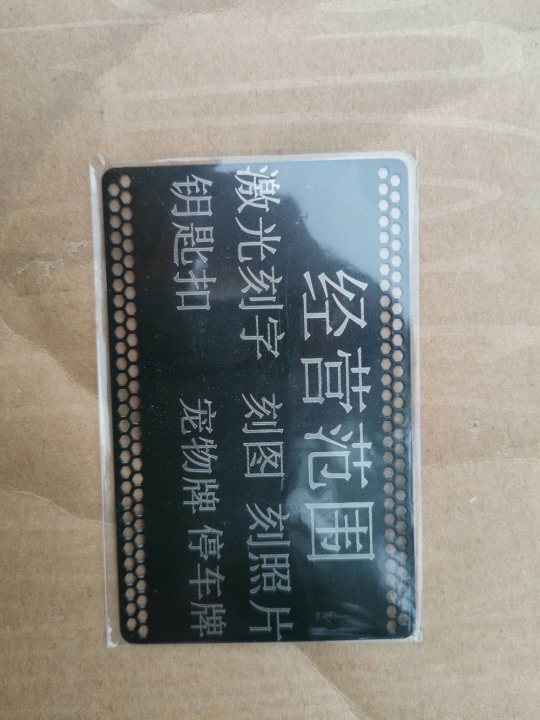 经营范围
激光刻字 刻图 刻照片
钥匙扣 宠物牌 停车牌